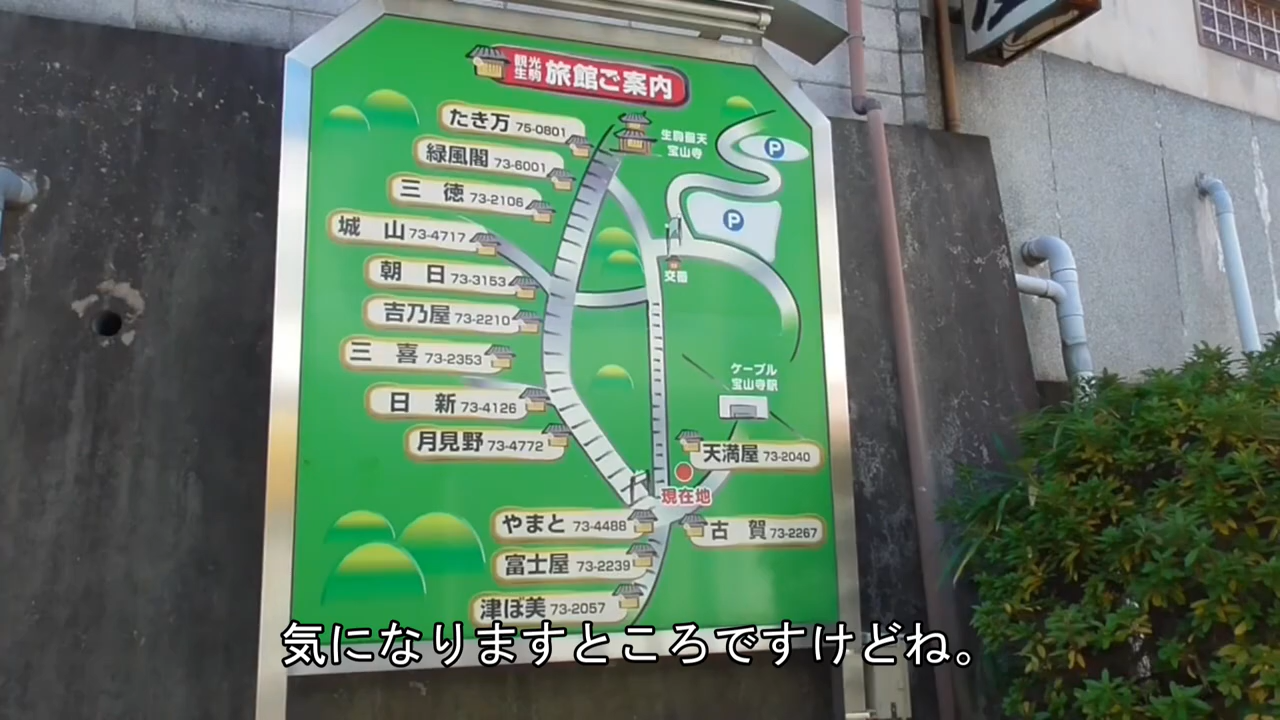 観光
生駒
旅館ご案内
たき万 75-0801
緑風閣 73-6001
三 徳 73-2106
城 山 73-4717
朝 日 73-3153
吉乃屋 73-2210
三 喜 73-2353
日 新 73-4126
月見野 73-4772
生駒聖天
宝山寺
P
P
交番
ケーブル
宝山寺駅
天満屋 73-2040
現在地
やまと 73-4488
古 賀 73-2267
富士屋 73-2239
津ぼ美 73-2057
気になりますところですけどね。